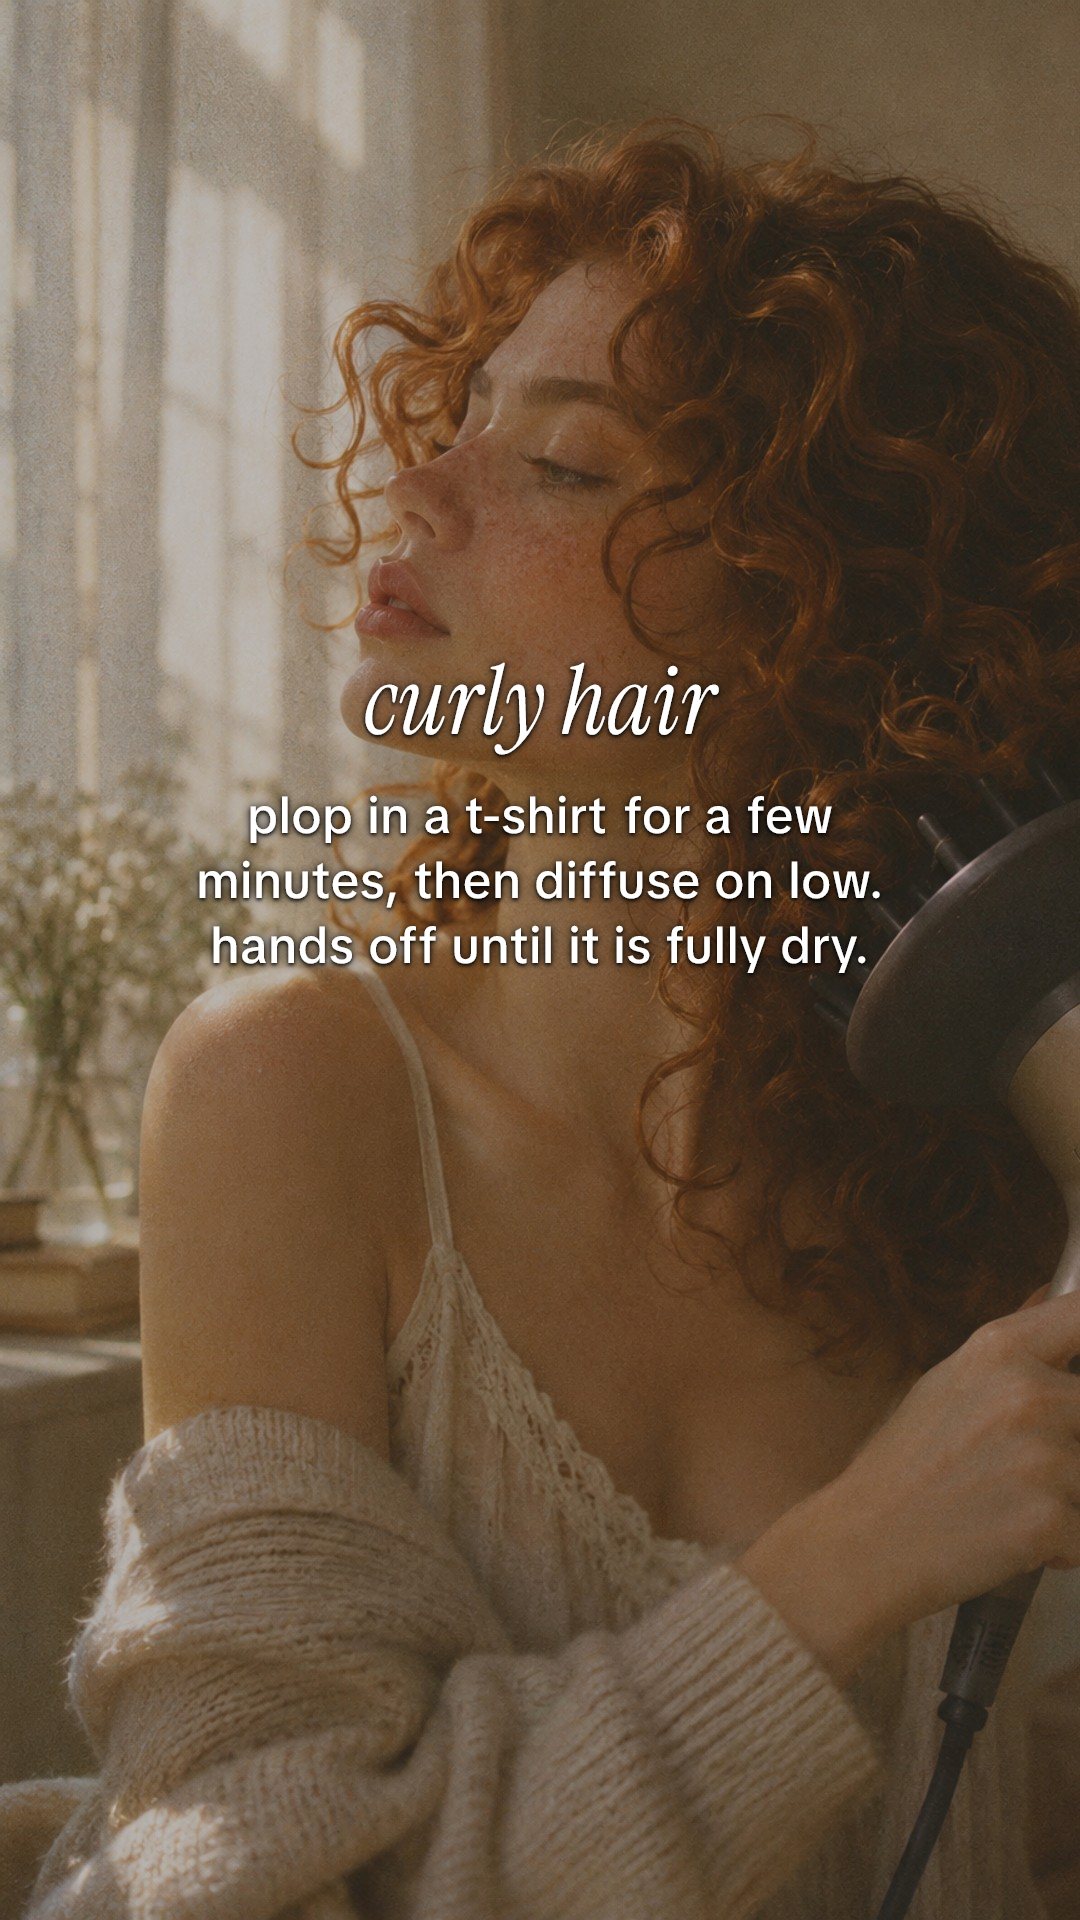 curly hair
plop in a t-shirt for a few
minutes, then diffuse on low.
hands off until it is fully dry.